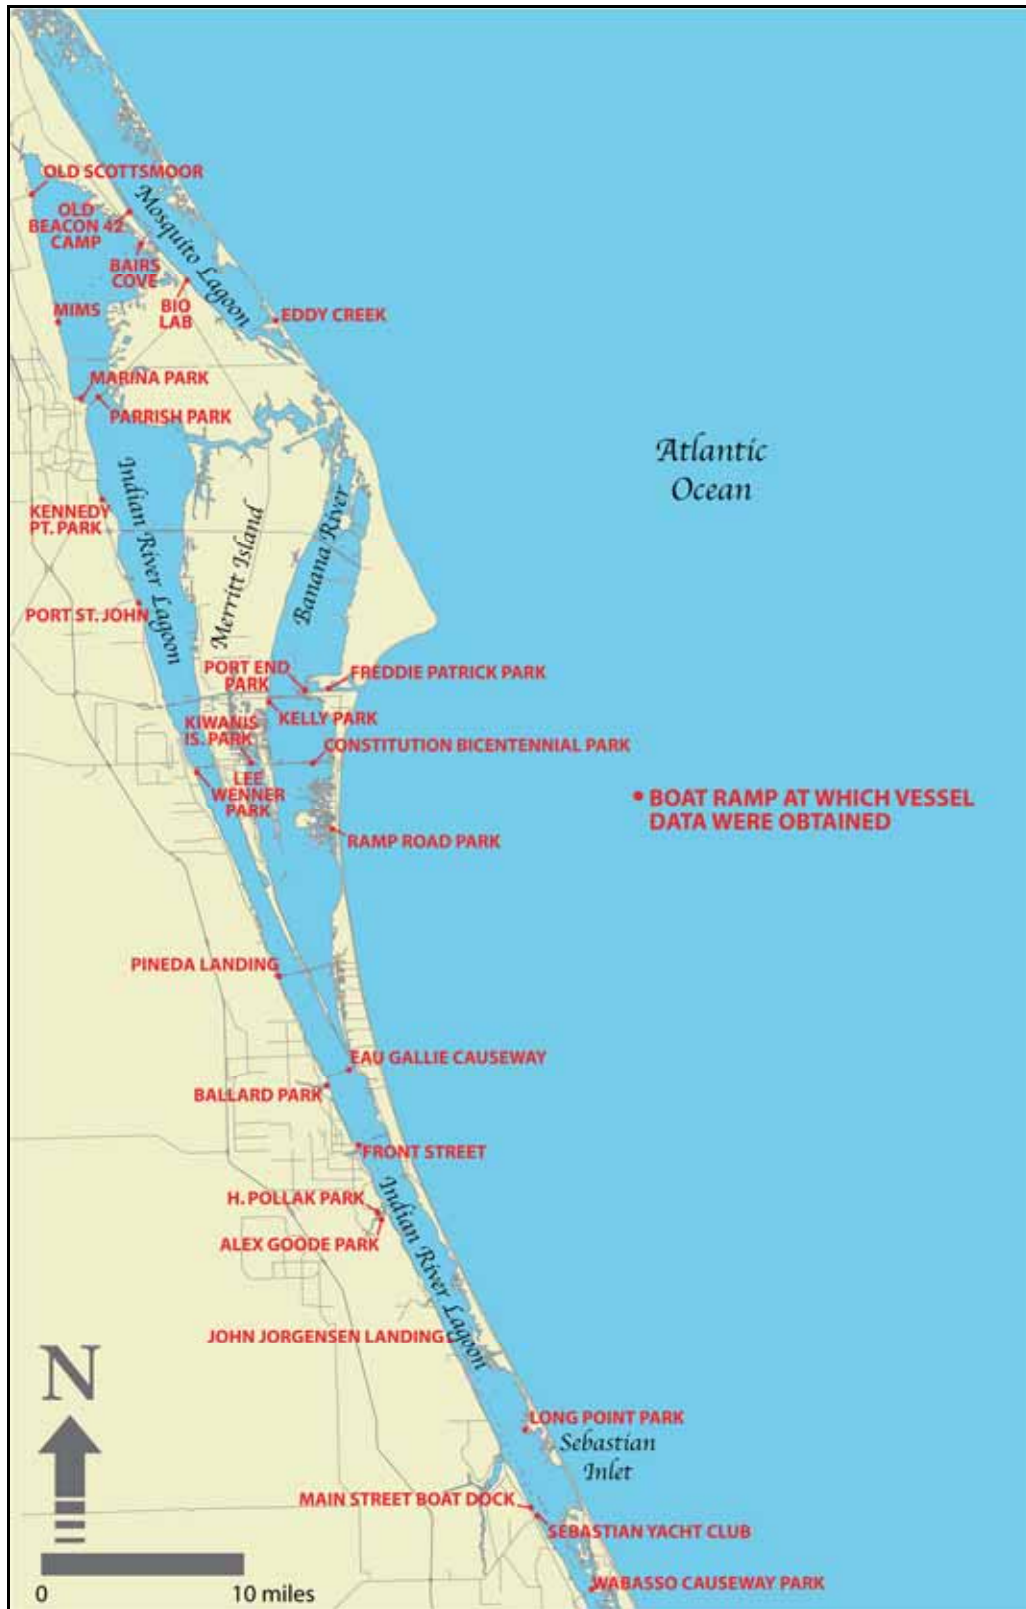 OLD SCOTTSMOOR
OLD
BEACON 42
CAMP
Mosquito Lagoon
BAIRS
COVE
BIO
LAB
MIMS
EDDY CREEK
MARINA PARK
PARRISH PARK
Atlantic
Ocean
Indian River Lagoon
KENNEDY
PT. PARK
Merritt Island
Banana River
PORT ST. JOHN
PORT END
PARK
FREDDIE PATRICK PARK
KELLY PARK
KIWANIS
IS. PARK
CONSTITUTION BICENTENNIAL PARK
LEE
WENNER
PARK
BOAT RAMP AT WHICH VESSEL
DATA WERE OBTAINED
RAMP ROAD PARK
PINEDA LANDING
EAU GALLIE CAUSEWAY
BALLARD PARK
FRONT STREET
H. POLLAK PARK
ALEX GOODE PARK
Indian River Lagoon
JOHN JORGENSEN LANDING
N
LONG POINT PARK
Sebastian
Inlet
MAIN STREET BOAT DOCK
SEBASTIAN YACHT CLUB
WABASSO CAUSEWAY PARK
0 10 miles